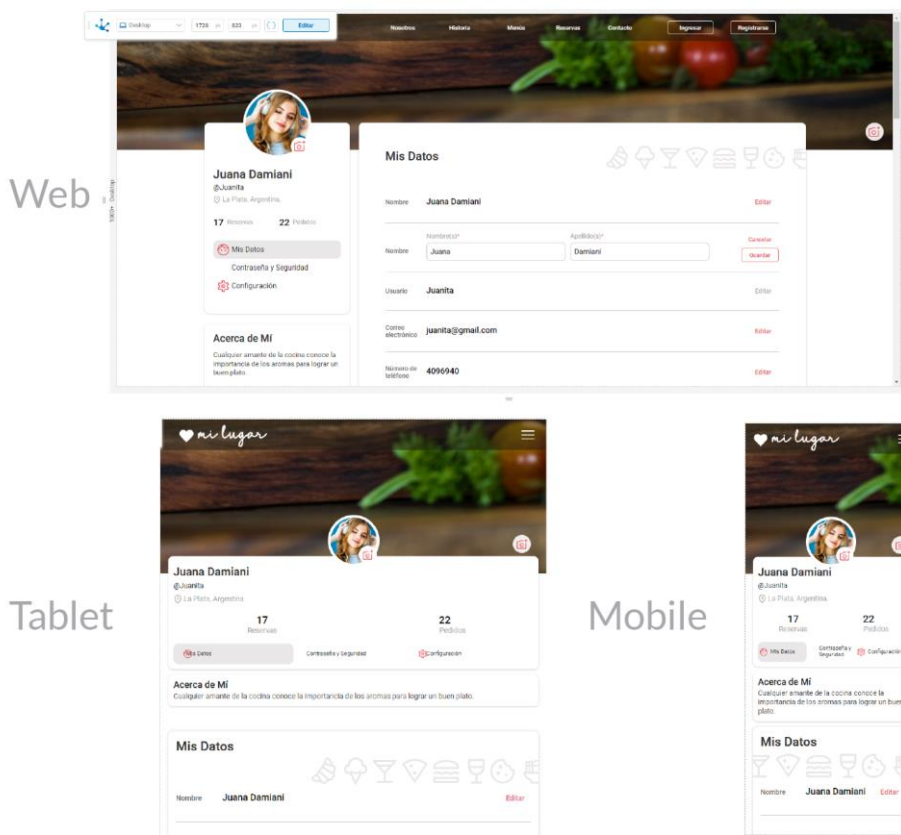 Desktop
1720 px 833 px
Editar
Nosotros Historia Menús Reservas Contacto Ingresar Registrarse
Web
Juana Damiani
@Juanita
La Plata, Argentina.
17 Reservas 22 Pedidos
Mis Datos
Contraseña y Seguridad
Configuración
Acerca de Mí
Cualquier amante de la cocina conoce la
importancia de los aromas para lograr un
buen plato.
Mis Datos
Nombre Juana Damiani Editar
Nombre(s)* Apellido(s)* Cancelar
Nombre Juana Damiani Guardar
Usuario Juanita Editar
Correo
electrónico juanita@gmail.com Editar
Número de
teléfono 4096940 Editar
Tablet
mi lugar
Juana Damiani
@Juanita
La Plata, Argentina
17 22
Reservas Pedidos
Mis Datos Contraseña y Seguridad Configuración
Acerca de Mí
Cualquier amante de la cocina conoce la importancia de los aromas para lograr un buen plato.
Mis Datos
Nombre Juana Damiani Editar
Mobile
mi lugar
Juana Damiani
@Juanita
La Plata, Argentina.
17 22
Reservas Pedidos
Mis Datos Contraseña y
Seguridad Configuración
Acerca de Mí
Cualquier amante de la cocina conoce la
importancia de los aromas para lograr un buen
plato.
Mis Datos
Nombre Juana Damiani Editar